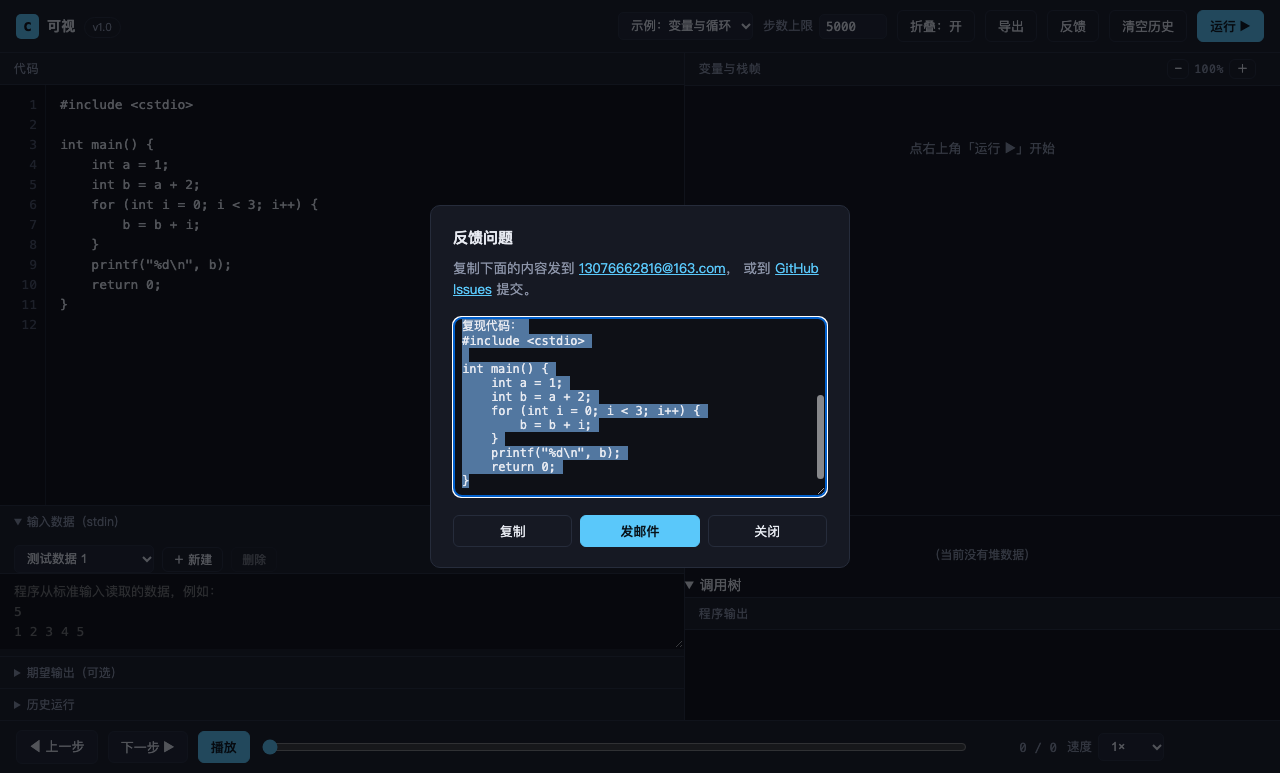 C 可视 v1.0 示例：变量与循环 步数上限 5000 折叠：开 导出 反馈 清空历史 运行 ▶
代码
1 #include <cstdio>
2
3 int main() {
4     int a = 1;
5     int b = a + 2;
6     for (int i = 0; i < 3; i++) {
7         b = b + i;
8     }
9     printf("%d\n", b);
10     return 0;
11 }
12
变量与栈帧 − 100% +
点右上角「运行 ▶」开始
反馈问题
复制下面的内容发到 13076662816@163.com， 或到 GitHub
Issues 提交。
复现代码：
#include <cstdio>

int main() {
    int a = 1;
    int b = a + 2;
    for (int i = 0; i < 3; i++) {
        b = b + i;
    }
    printf("%d\n", b);
    return 0;
}
复制 发邮件 关闭
▼ 输入数据（stdin）
测试数据 1 + 新建 删除
程序从标准输入读取的数据，例如：
5
1 2 3 4 5
▶ 期望输出（可选）
▶ 历史运行
（当前没有堆数据）
▼ 调用树
程序输出
◀ 上一步 下一步 ▶ 播放 0 / 0 速度 1×